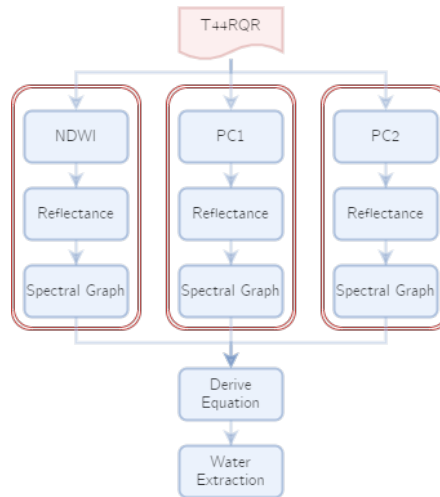 T44RQR
NDWI PC1 PC2
Reflectance Reflectance Reflectance
Spectral Graph Spectral Graph Spectral Graph
Derive
Equation
Water
Extraction